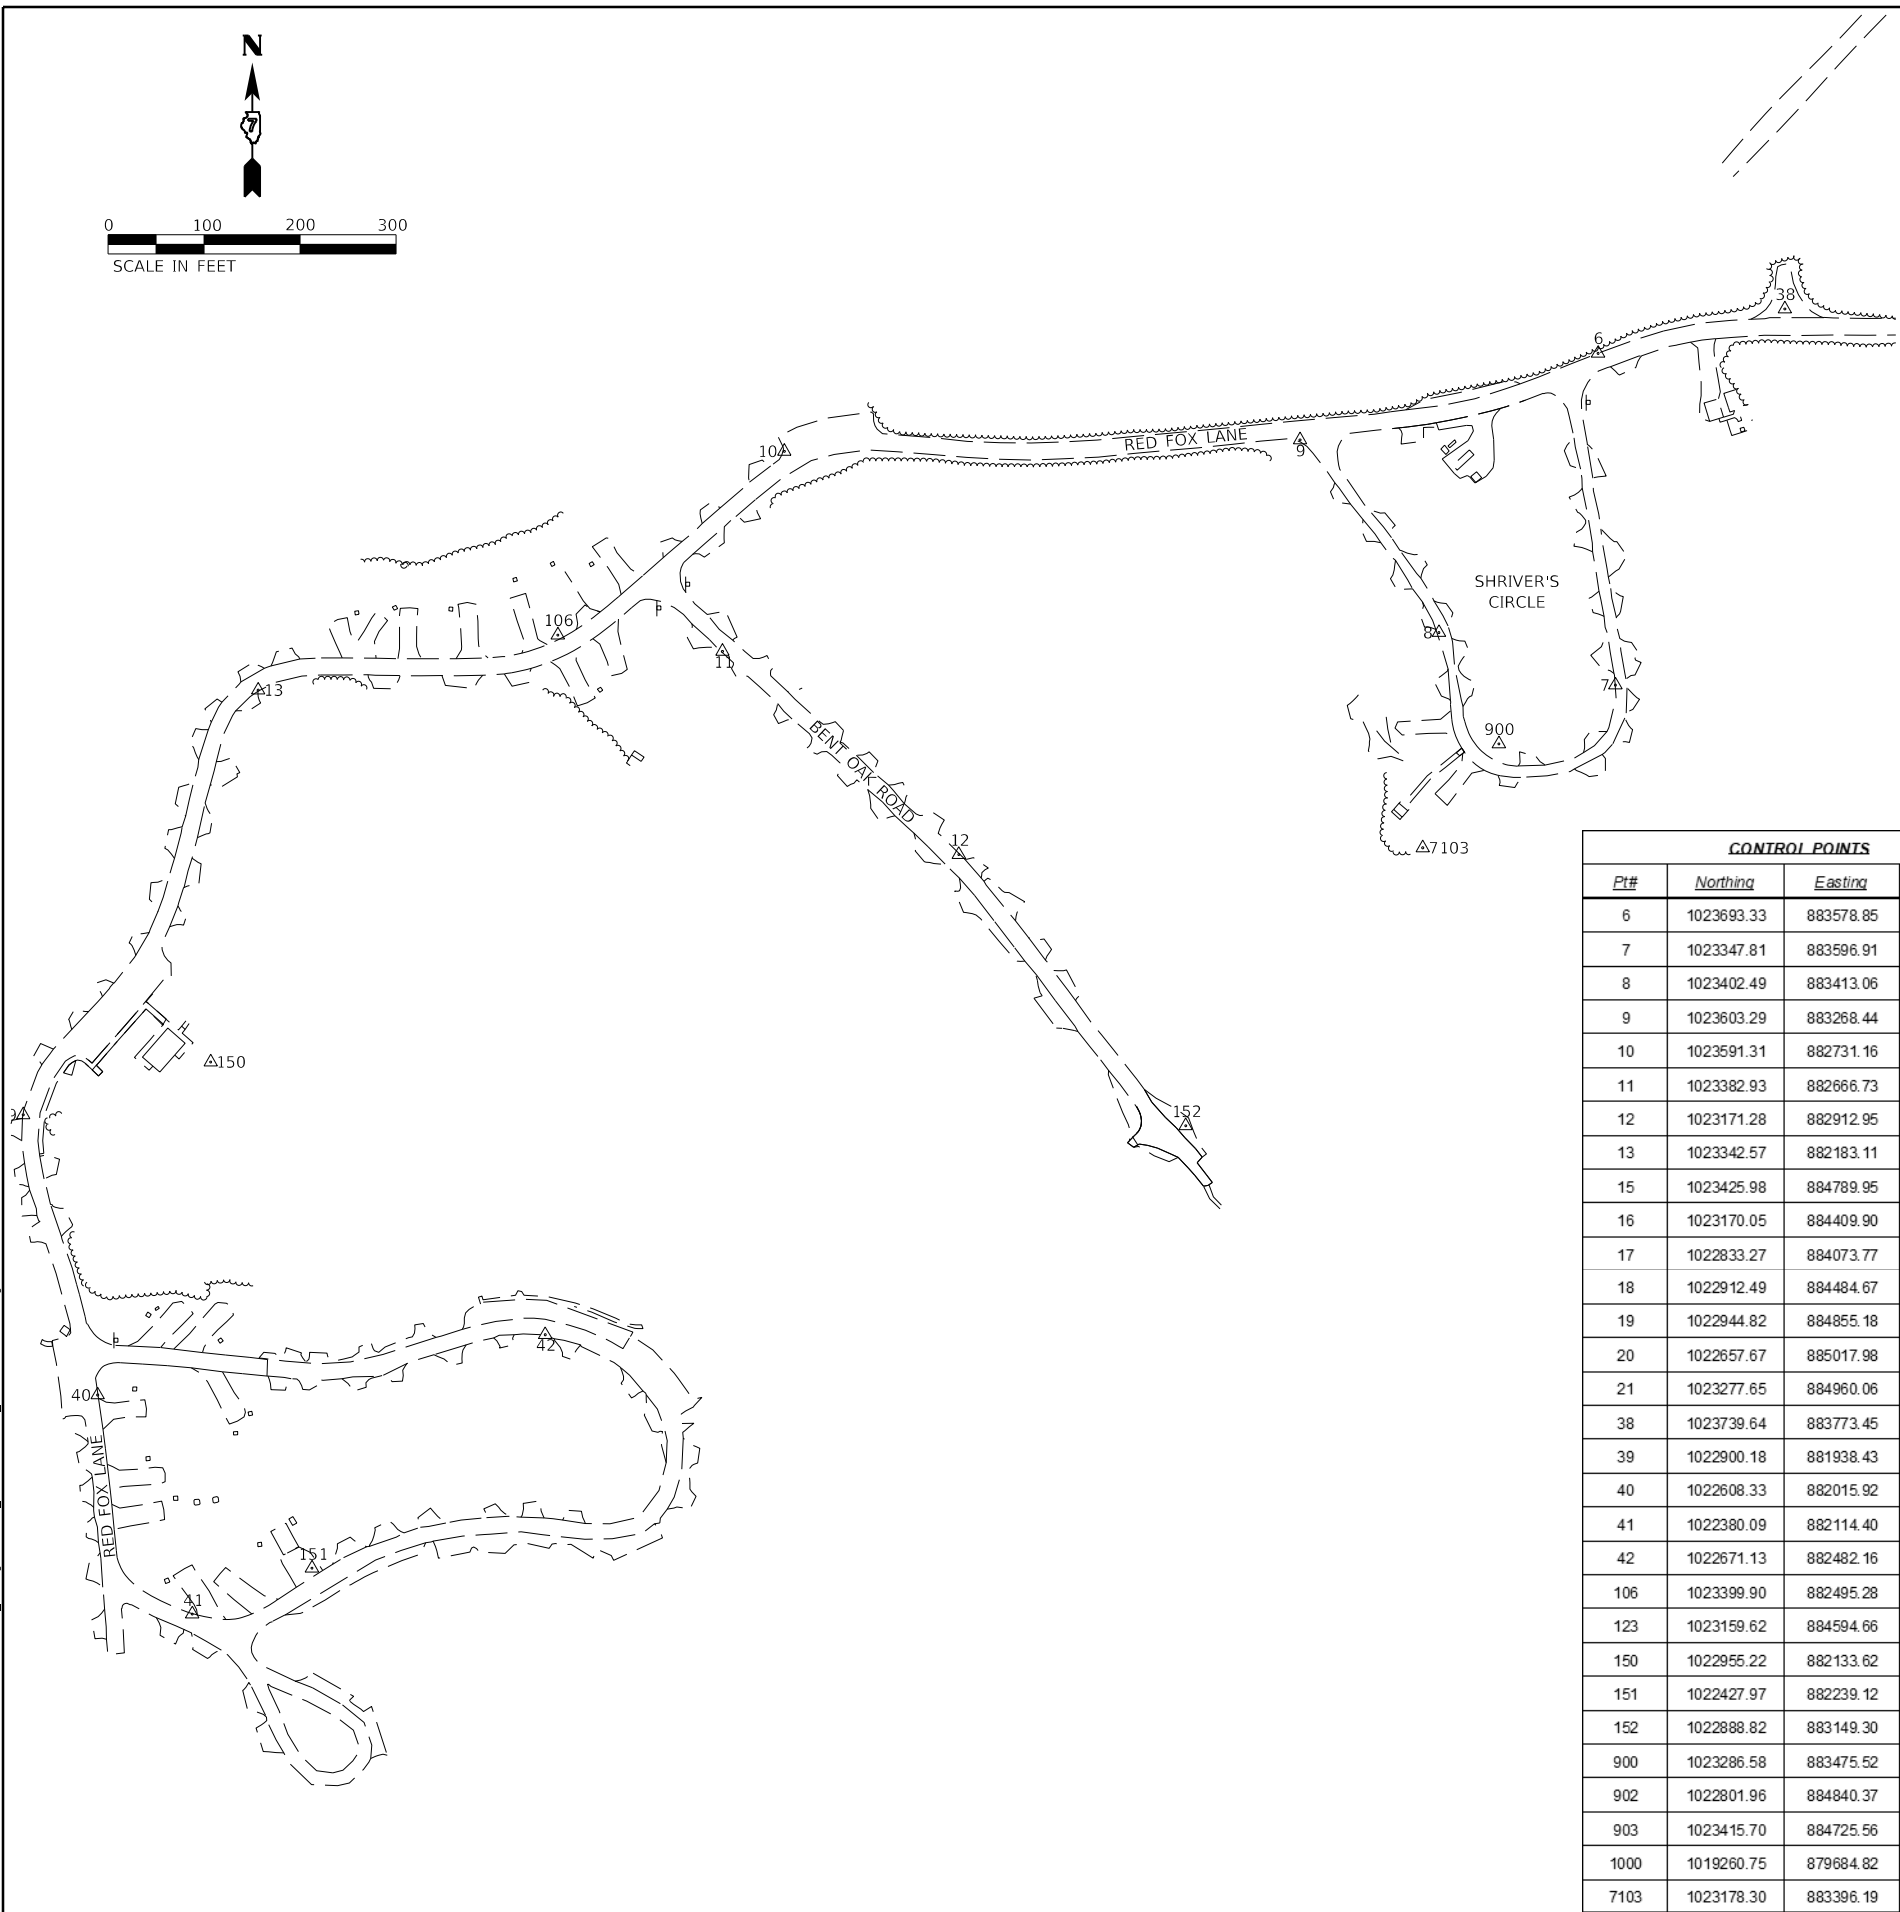 N
7
0 100 200 300
SCALE IN FEET
38
6
10
RED FOX LANE
9
SHRIVER'S
CIRCLE
106
8
11
13
7
BENT OAK ROAD
900
12
7103
150
9
152
42
40
RED FOX LANE
151
41
CONTROL POINTS
Pt# Northing Easting
6 1023693.33 883578.85
7 1023347.81 883596.91
8 1023402.49 883413.06
9 1023603.29 883268.44
10 1023591.31 882731.16
11 1023382.93 882666.73
12 1023171.28 882912.95
13 1023342.57 882183.11
15 1023425.98 884789.95
16 1023170.05 884409.90
17 1022833.27 884073.77
18 1022912.49 884484.67
19 1022944.82 884855.18
20 1022657.67 885017.98
21 1023277.65 884960.06
38 1023739.64 883773.45
39 1022900.18 881938.43
40 1022608.33 882015.92
41 1022380.09 882114.40
42 1022671.13 882482.16
106 1023399.90 882495.28
123 1023159.62 884594.66
150 1022955.22 882133.62
151 1022427.97 882239.12
152 1022888.82 883149.30
900 1023286.58 883475.52
902 1022801.96 884840.37
903 1023415.70 884725.56
1000 1019260.75 879684.82
7103 1023178.30 883396.19